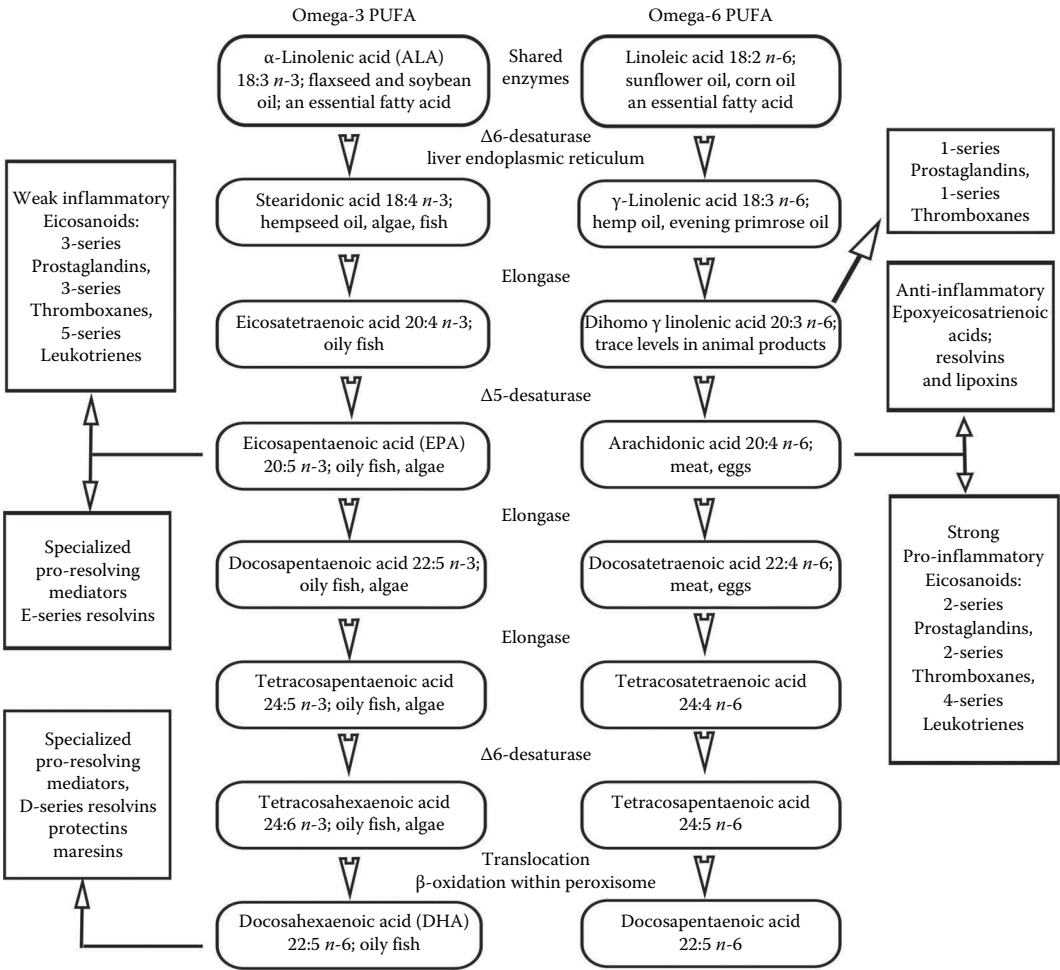 Omega-3 PUFA
Omega-6 PUFA
α-Linolenic acid (ALA)
18:3 n-3; flaxseed and soybean
oil; an essential fatty acid
Shared
enzymes
Linoleic acid 18:2 n-6;
sunflower oil, corn oil
an essential fatty acid
Δ6-desaturase
liver endoplasmic reticulum
1-series
Prostaglandins,
1-series
Thromboxanes
Weak inflammatory
Eicosanoids:
3-series
Prostaglandins,
3-series
Thromboxanes,
5-series
Leukotrienes
Stearidonic acid 18:4 n-3;
hempseed oil, algae, fish
γ-Linolenic acid 18:3 n-6;
hemp oil, evening primrose oil
Elongase
Anti-inflammatory
Epoxyeicosatrienoic
acids;
resolvins
and lipoxins
Eicosatetraenoic acid 20:4 n-3;
oily fish
Dihomo γ linolenic acid 20:3 n-6;
trace levels in animal products
Δ5-desaturase
Eicosapentaenoic acid (EPA)
20:5 n-3; oily fish, algae
Arachidonic acid 20:4 n-6;
meat, eggs
Elongase
Specialized
pro-resolving
mediators
E-series resolvins
Docosapentaenoic acid 22:5 n-3;
oily fish, algae
Docosatetraenoic acid 22:4 n-6;
meat, eggs
Strong
Pro-inflammatory
Eicosanoids:
2-series
Prostaglandins,
2-series
Thromboxanes,
4-series
Leukotrienes
Elongase
Tetracosapentaenoic acid
24:5 n-3; oily fish, algae
Tetracosatetraenoic acid
24:4 n-6
Δ6-desaturase
Specialized
pro-resolving
mediators,
D-series resolvins
protectins
maresins
Tetracosahexaenoic acid
24:6 n-3; oily fish, algae
Tetracosapentaenoic acid
24:5 n-6
Translocation
β-oxidation within peroxisome
Docosahexaenoic acid (DHA)
22:5 n-6; oily fish
Docosapentaenoic acid
22:5 n-6